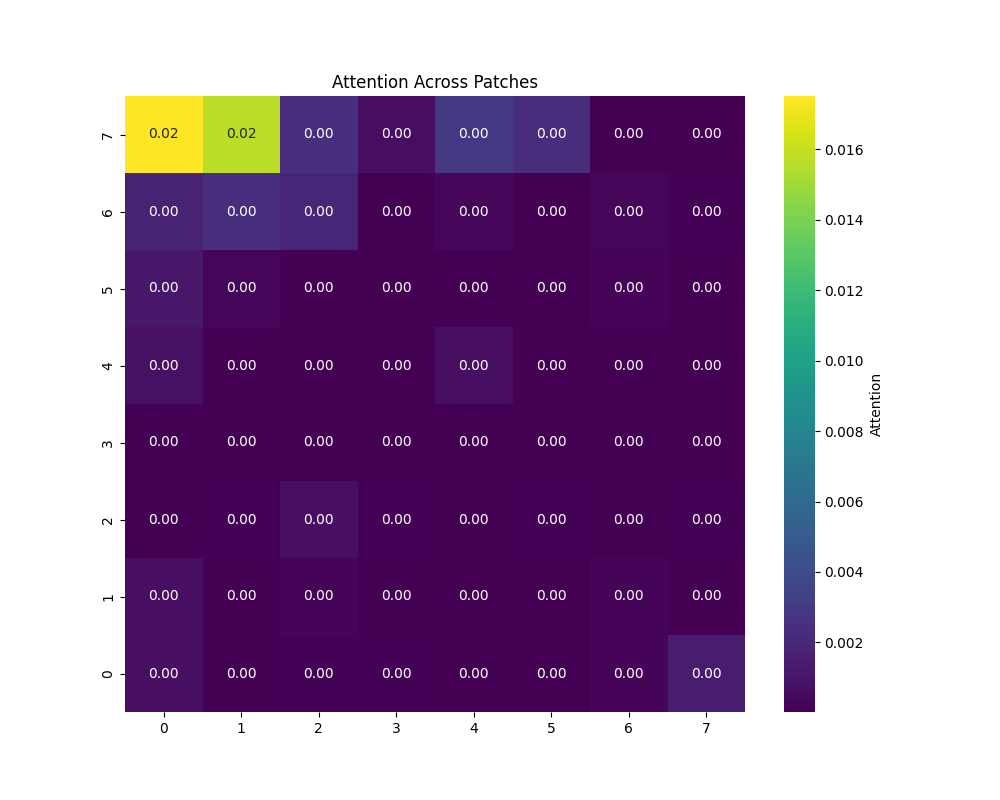 Attention Across Patches
7 0.02 0.02 0.00 0.00 0.00 0.00 0.00 0.00
6 0.00 0.00 0.00 0.00 0.00 0.00 0.00 0.00
5 0.00 0.00 0.00 0.00 0.00 0.00 0.00 0.00
4 0.00 0.00 0.00 0.00 0.00 0.00 0.00 0.00
3 0.00 0.00 0.00 0.00 0.00 0.00 0.00 0.00
2 0.00 0.00 0.00 0.00 0.00 0.00 0.00 0.00
1 0.00 0.00 0.00 0.00 0.00 0.00 0.00 0.00
0 0.00 0.00 0.00 0.00 0.00 0.00 0.00 0.00
0 1 2 3 4 5 6 7
0.016
0.014
0.012
0.010
0.008
0.006
0.004
0.002
Attention